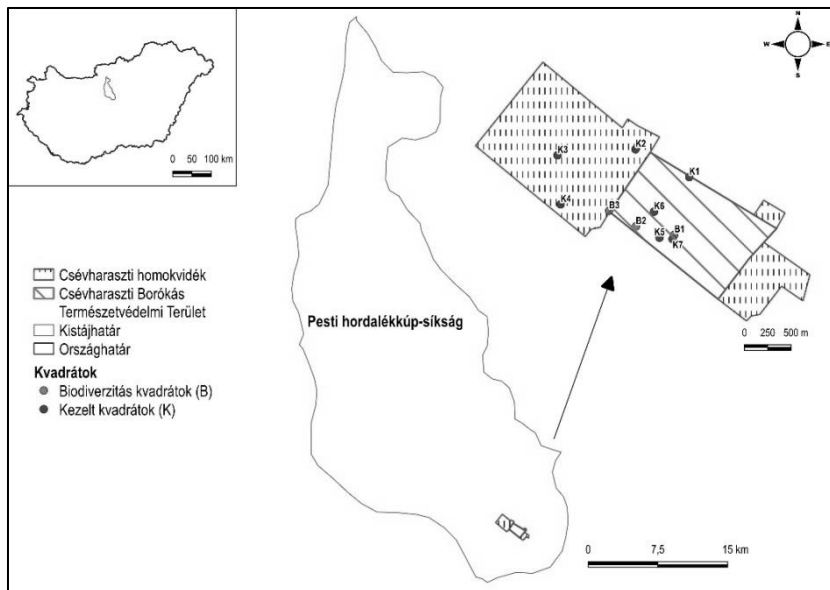 N
W E
S
0 50 100 km
K2
K3
K1
K4
B3
K6
B2
B1
K5
K7
0 250 500 m
Csévharaszti homokvidék
Csévharaszti Borókás
Természetvédelmi Terület
Kistájhatár
Országhatár
Kvadrátok
Biodiverzitás kvadrátok (B)
Kezelt kvadrátok (K)
Pesti hordalékkúp-síkság
0 7,5 15 km